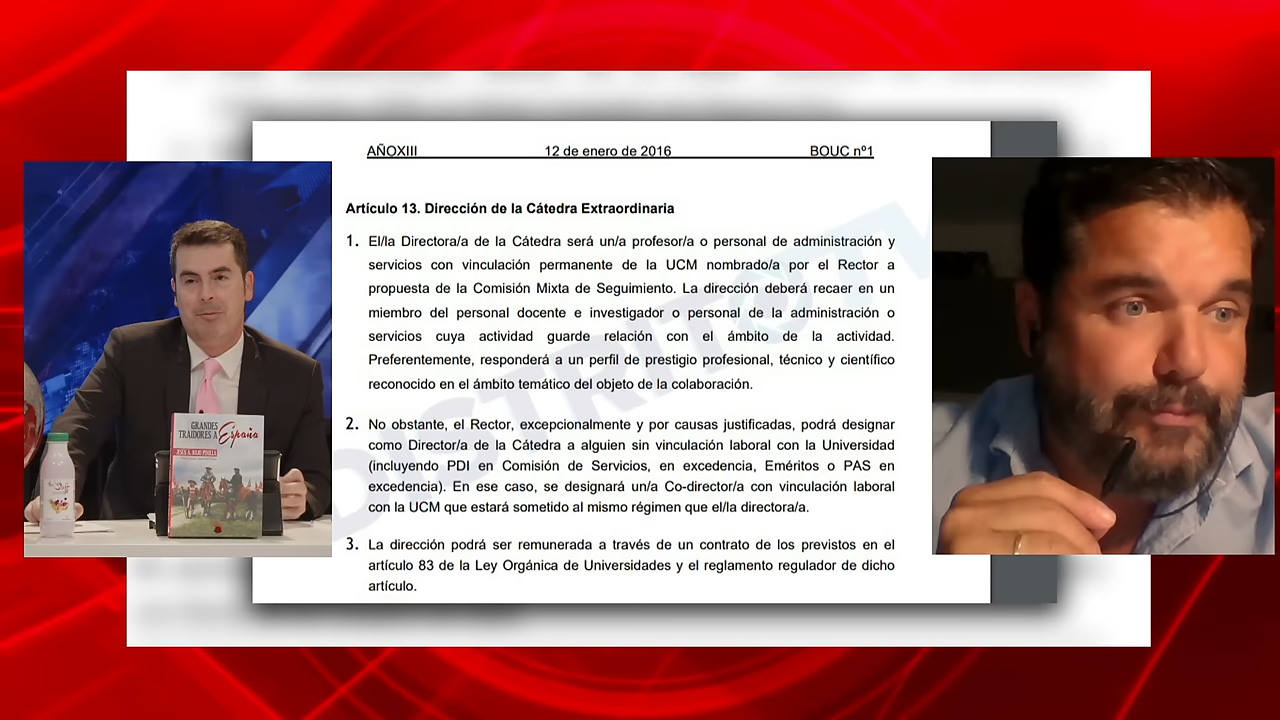 AÑOXIII 12 de enero de 2016 BOUC nº1
Artículo 13. Dirección de la Cátedra Extraordinaria
1. El/la Directora/a de la Cátedra será un/a profesor/a o personal de administración y
servicios con vinculación permanente de la UCM nombrado/a por el Rector a
propuesta de la Comisión Mixta de Seguimiento. La dirección deberá recaer en un
miembro del personal docente e investigador o personal de la administración o
servicios cuya actividad guarde relación con el ámbito de la actividad.
Preferentemente, responderá a un perfil de prestigio profesional, técnico y científico
reconocido en el ámbito temático del objeto de la colaboración.
2. No obstante, el Rector, excepcionalmente y por causas justificadas, podrá designar
como Director/a de la Cátedra a alguien sin vinculación laboral con la Universidad
(incluyendo PDI en Comisión de Servicios, en excedencia, Eméritos o PAS en
excedencia). En ese caso, se designará un/a Co-director/a con vinculación laboral
con la UCM que estará sometido al mismo régimen que el/la directora/a.
3. La dirección podrá ser remunerada a través de un contrato de los previstos en el
artículo 83 de la Ley Orgánica de Universidades y el reglamento regulador de dicho
artículo.
DISTRITOTV
GRANDES
TRAIDORES A
España
JESÚS Á. ROJO PINILLA